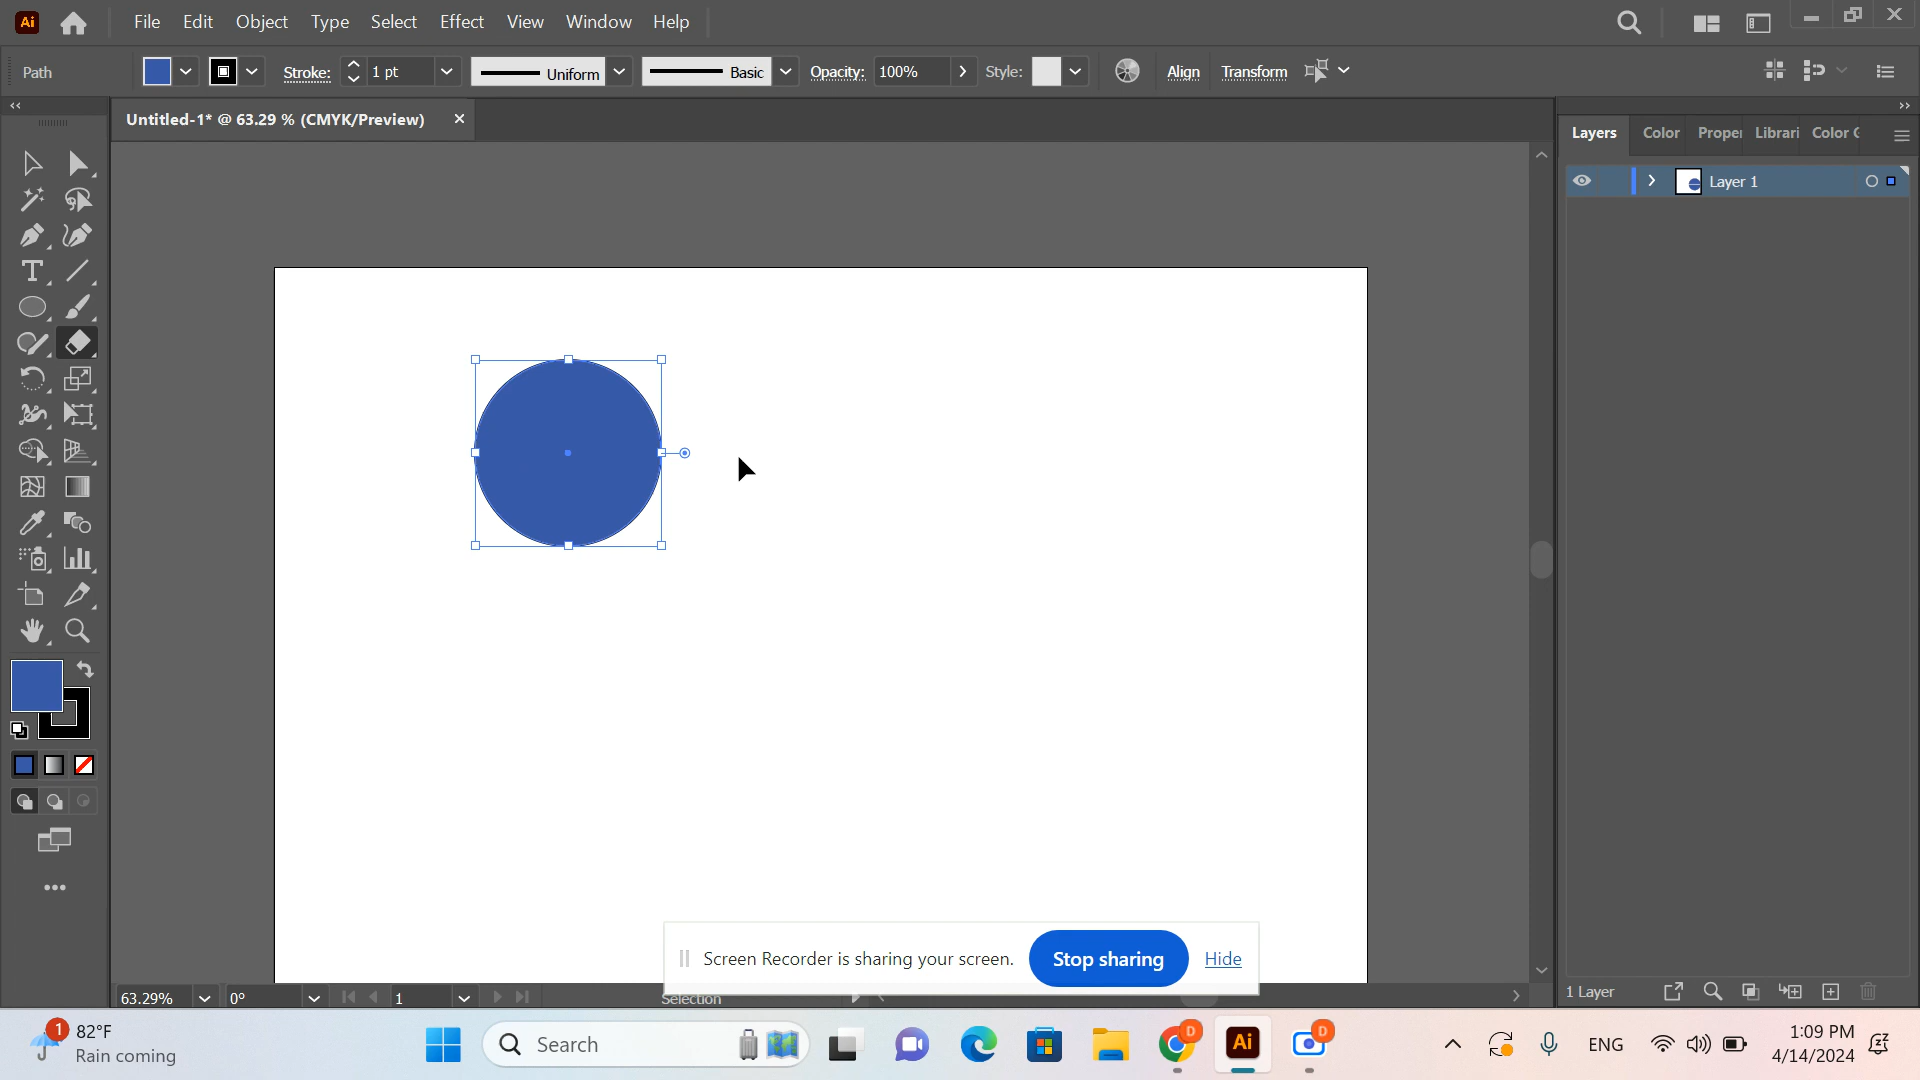 Ai File Edit Object Type Select Effect View Window Help
Path Stroke: 1 pt Uniform Basic Opacity: 100% Style: Align Transform
Untitled-1* @ 63.29 % (CMYK/Preview)
Layers Color Proper Librari Color
Layer 1
Screen Recorder is sharing your screen. Stop sharing Hide
63.29% 0° 1 Selection
1 Layer
1 82°F
Rain coming
Search
D Ai D
ENG
1:09 PM
4/14/2024